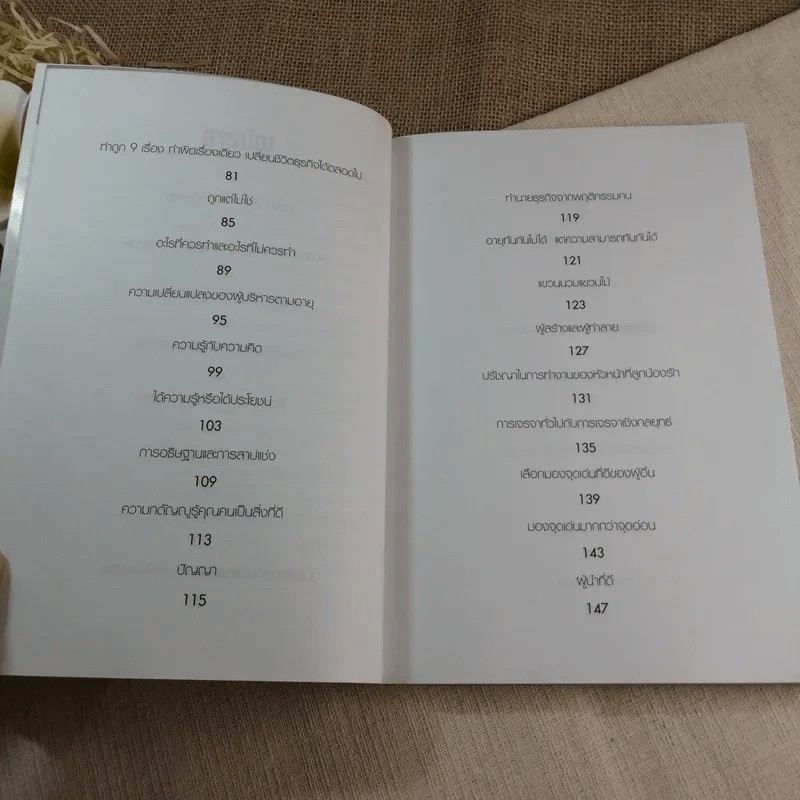 ทำถูก 9 เรื่อง ทำผิดเรื่องเดียว เปลี่ยนชีวิตธุรกิจได้ตลอดไป
81
ถูกแต่ไม่ใช่
85
อะไรที่ควรทำและอะไรที่ไม่ควรทำ
89
ความเปลี่ยนแปลงของผู้บริหารตามอายุ
95
ความรู้กับความคิด
99
ได้ความรู้หรือได้ประโยชน์
103
การอธิษฐานและการสาปแช่ง
109
ความกตัญญูรู้คุณคนเป็นสิ่งที่ดี
113
ปัญญา
115
ทำนายธุรกิจจากพฤติกรรมคน
119
อายุทันกันไม่ได้ แต่ความสามารถทันกันได้
121
แขวนนวมแขวนไม้
123
ผู้สร้างและผู้ทำลาย
127
ปรัชญาในการทำงานของหัวหน้าที่ลูกน้องรัก
131
การเจรจาทั่วไปกับการเจรจาเชิงกลยุทธ์
135
เลือกมองจุดเด่นที่ดีของผู้อื่น
139
มองจุดเด่นมากกว่าจุดอ่อน
143
ผู้นำที่ดี
147